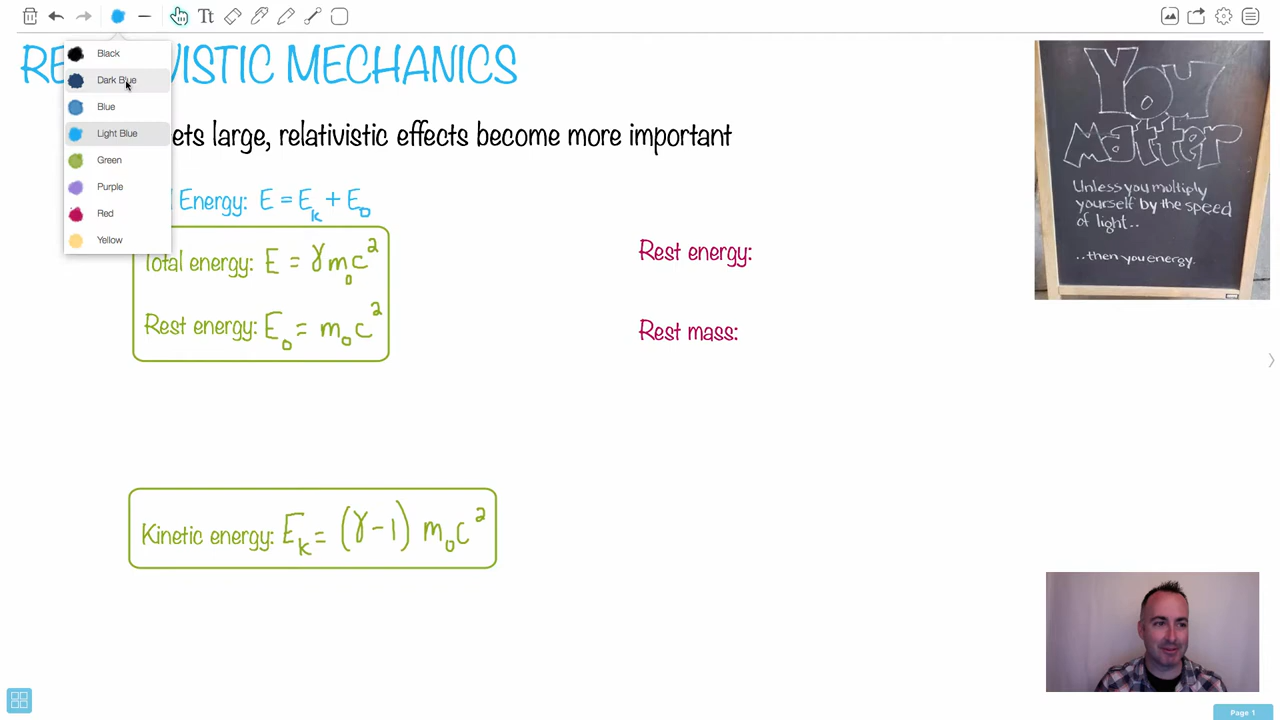 Tt
Black
Dark Blue
Blue
Light Blue
Green
Purple
Red
Yellow
RE VISTIC MECHANICS
ets large, relativistic effects become more important
Energy: E = Eₖ + E₀
Total energy: E = γm₀c²
Rest energy: E₀ = m₀c²
Kinetic energy: Eₖ = (γ-1) m₀c²
Rest energy:
Rest mass:
You
Matter
Unless you multiply
yourself by the speed
of light..
..then you energy.
Page 1